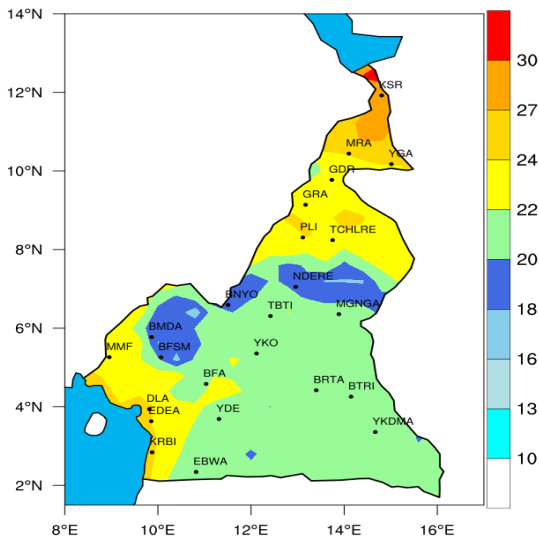 14°N
12°N
10°N
8°N
6°N
4°N
2°N
8°E
10°E
12°E
14°E
16°E
KSR
MRA
YGA
GDR
GRA
PLI
TCHLRE
NDERE
BNYO
TBTI
MGNGA
BMDA
MMF
BFSM
YKO
BFA
BRTA
BTRI
DLA
EDEA
YDE
YKDMA
KRBI
EBWA
30
27
24
22
20
18
16
13
10